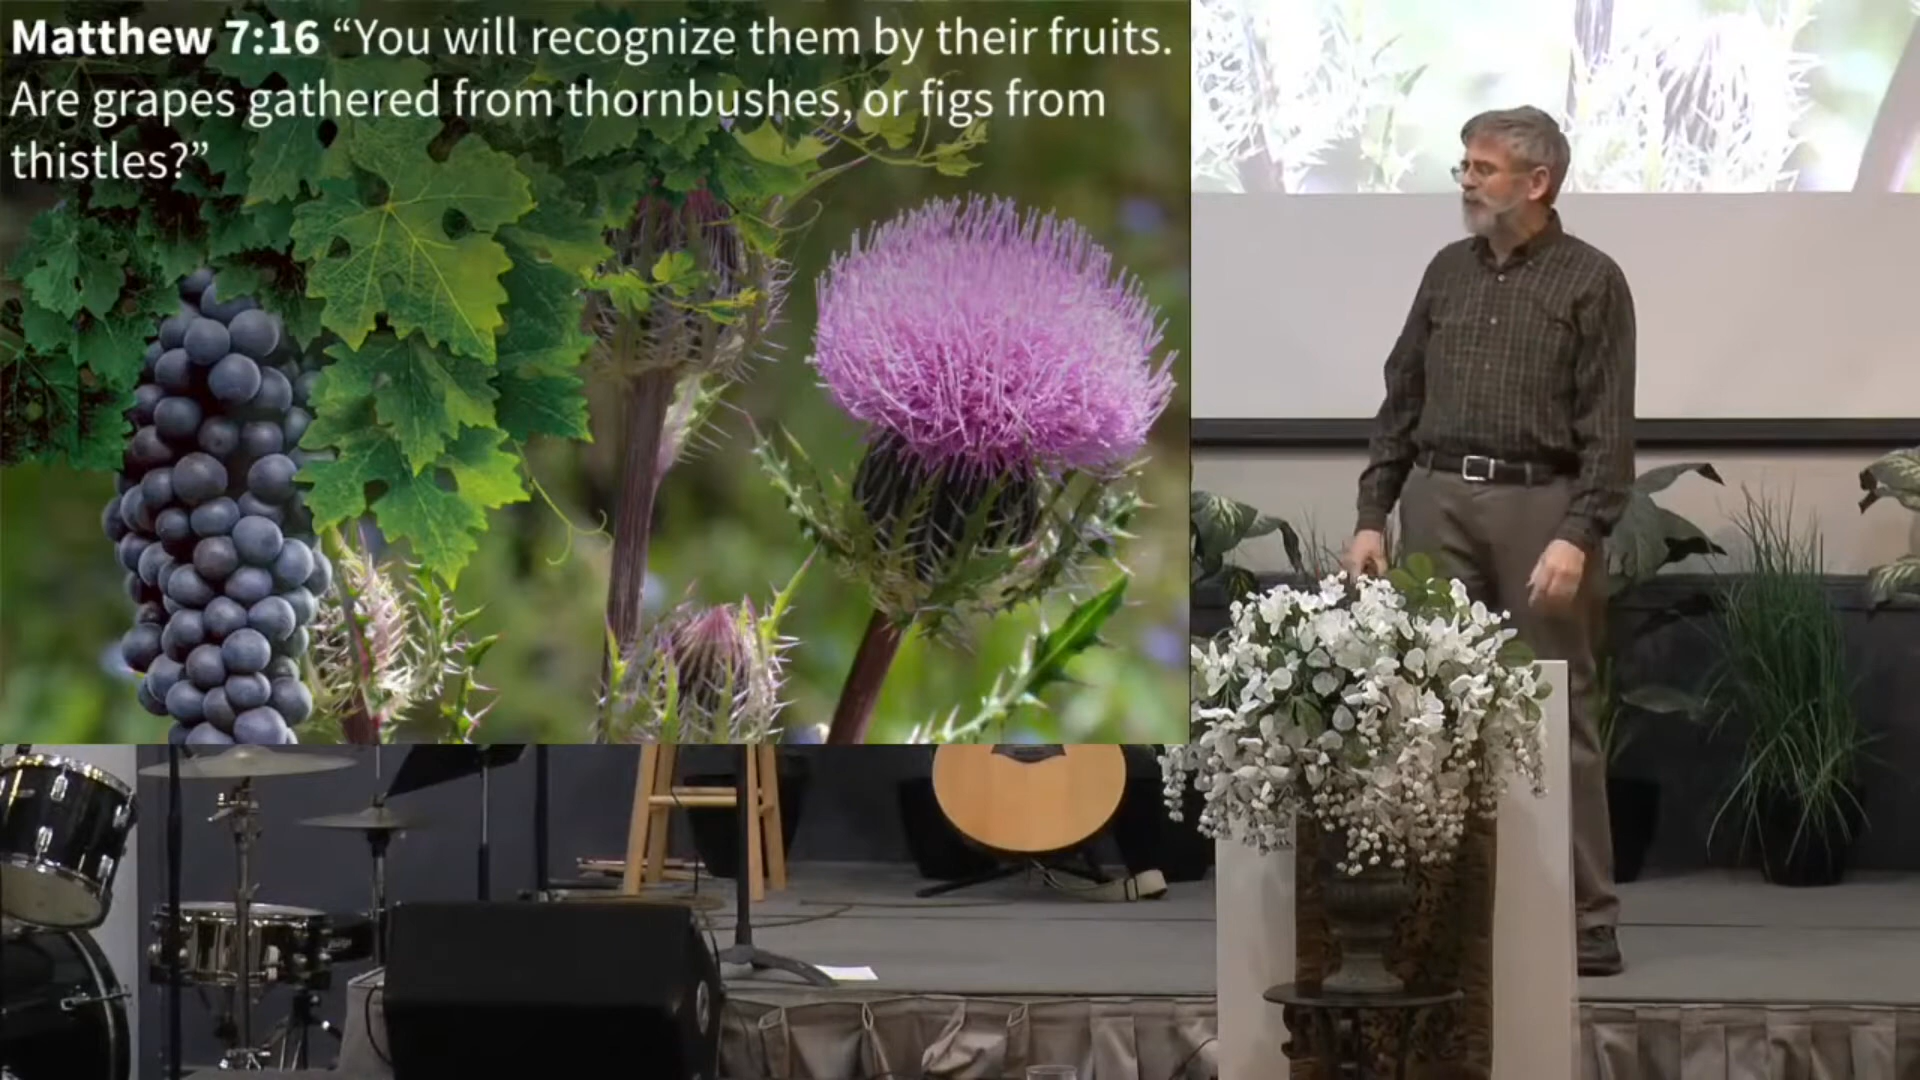 Matthew 7:16 “You will recognize them by their fruits.
Are grapes gathered from thornbushes, or figs from
thistles?”